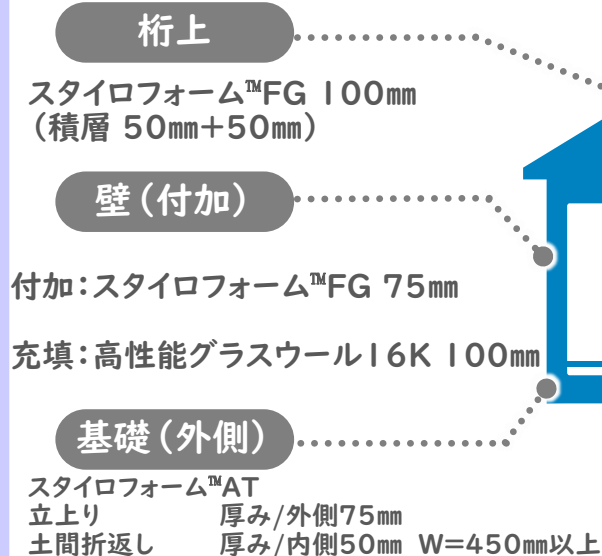 桁上
スタイロフォーム™FG 100㎜
（積層 50㎜+50㎜）
壁（付加）
付加：スタイロフォーム™FG 75㎜
充填：高性能グラスウール16K 100㎜
基礎（外側）
スタイロフォーム™AT
立上り 厚み/外側75㎜
土間折返し 厚み/内側50㎜ W=450㎜以上